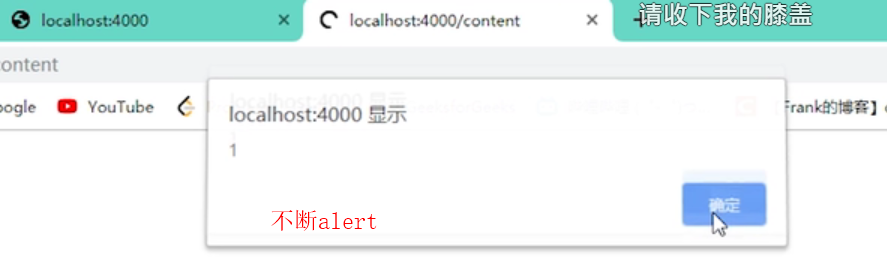 localhost:4000
localhost:4000/content
请收下我的膝盖
content
oogle YouTube
Frank的博客】
localhost:4000 显示
1
确定
不断alert